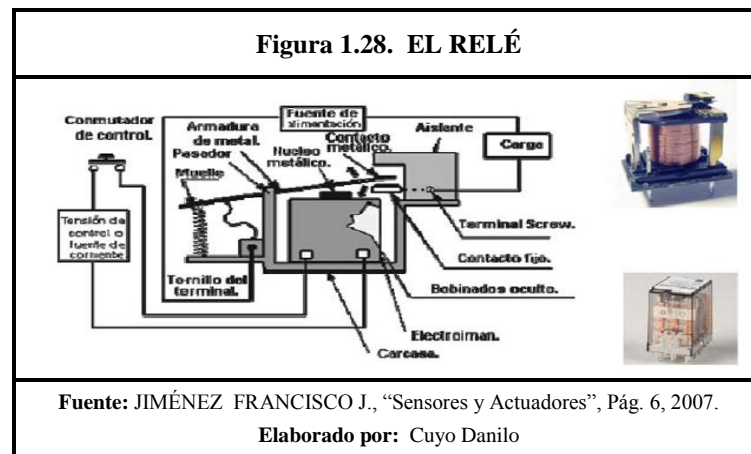 Figura 1.28. EL RELÉ
Conmutador
de control.
Armadura
de metal.
Pasador
Muelle
Fuente de
alimentación
Contacto
metálico.
Nucleo
metálico.
Aislante
Carga
Tensión de
control o
fuente de
corriente
Tornillo del
terminal.
Terminal Screw.
Contacto fijo.
Bobinados oculto.
Electroiman.
Carcasa.
Fuente: JIMÉNEZ FRANCISCO J., “Sensores y Actuadores”, Pág. 6, 2007.
Elaborado por: Cuyo Danilo